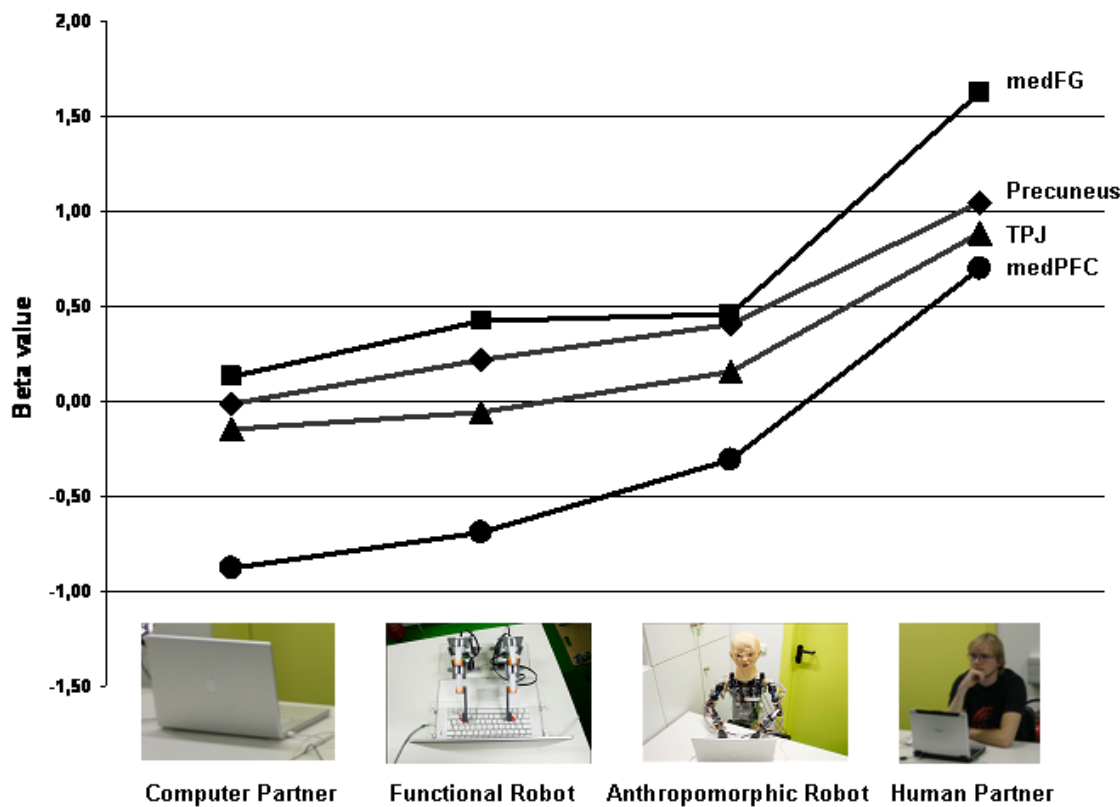 2,00
medFG
1,50
Precuneus
1,00
TPJ
medPFC
0,50
Beta value
0,00
-0,50
-1,00
-1,50
Computer Partner
Functional Robot
Anthropomorphic Robot
Human Partner